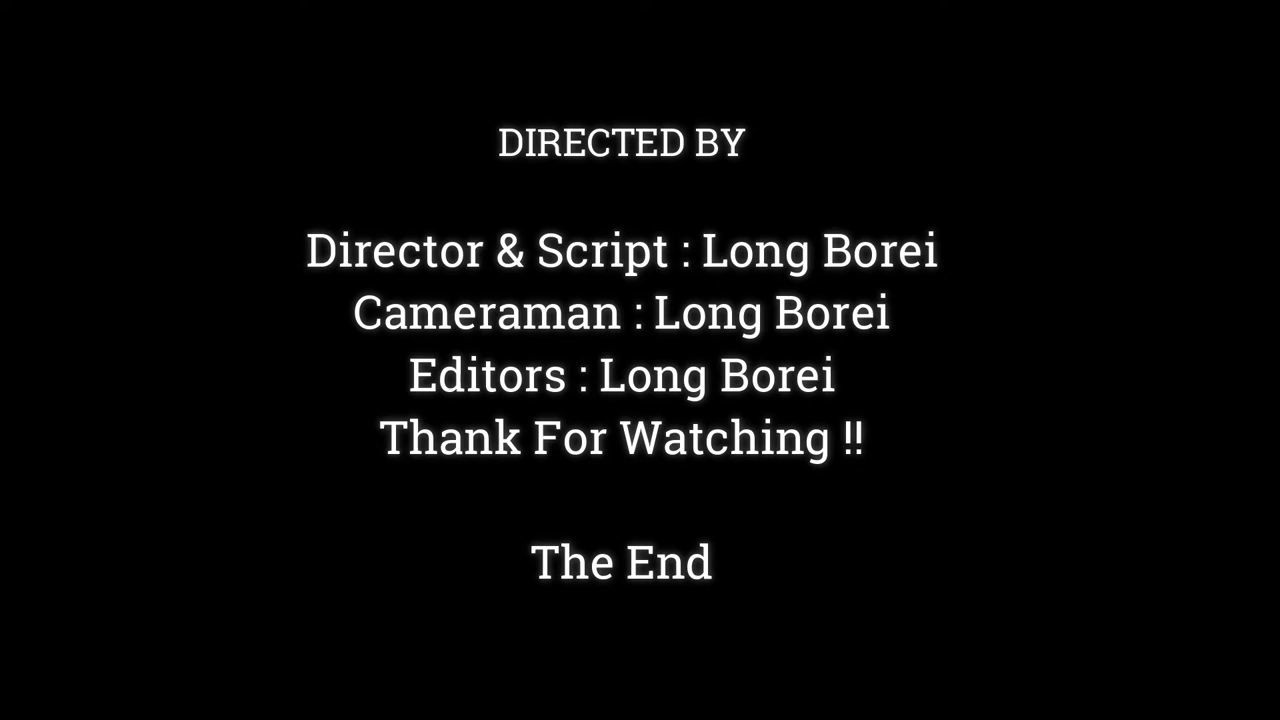 DIRECTED BY
Director & Script : Long Borei
Cameraman : Long Borei
Editors : Long Borei
Thank For Watching !!
The End